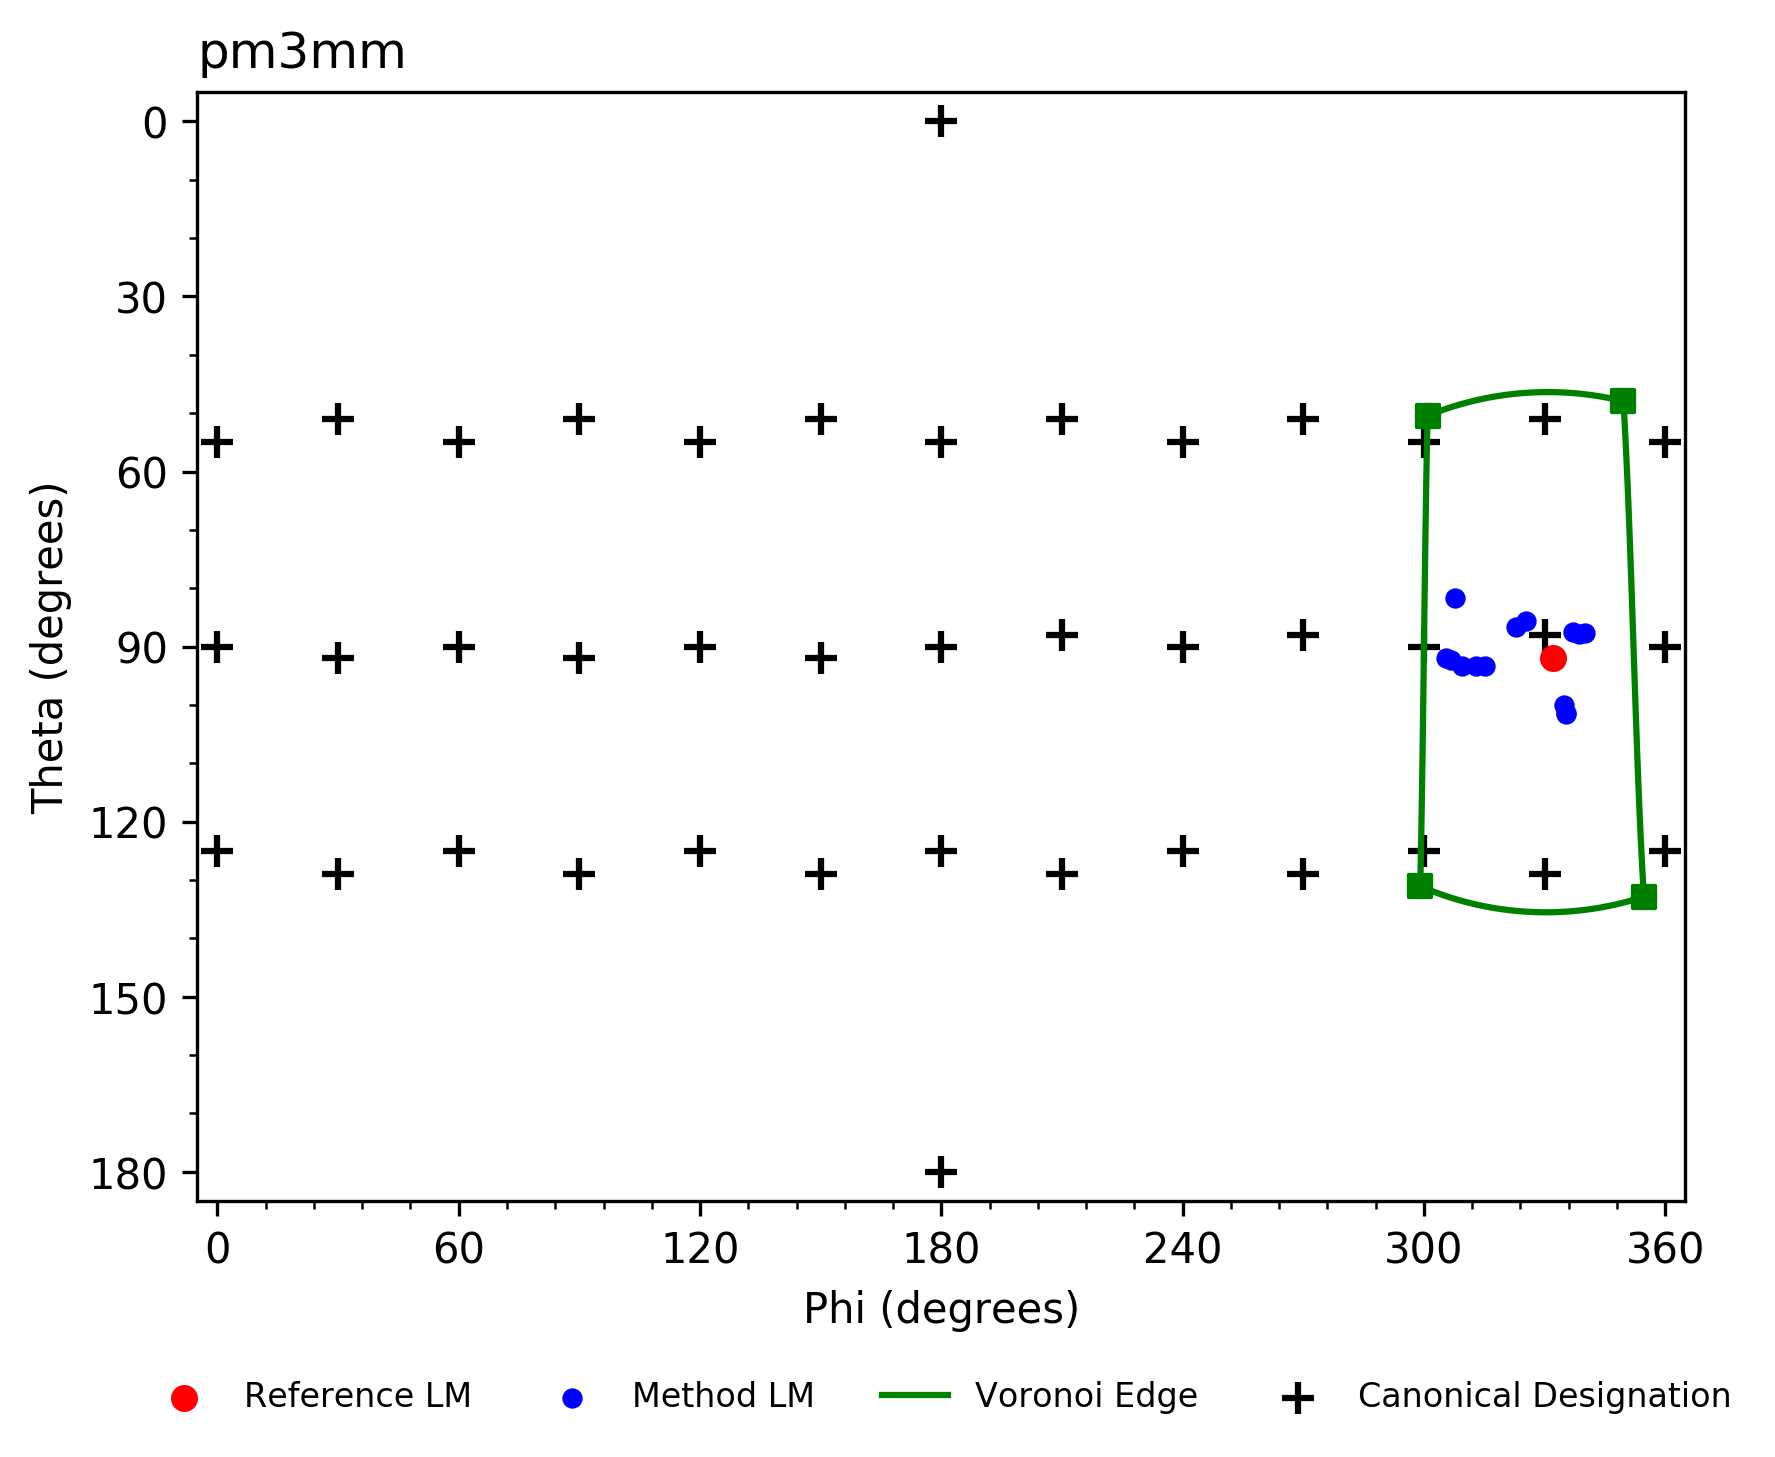 pm3mm
0
30
60
90
120
150
180
Theta (degrees)
0 60 120 180 240 300 360
Phi (degrees)
Reference LM Method LM Voronoi Edge Canonical Designation